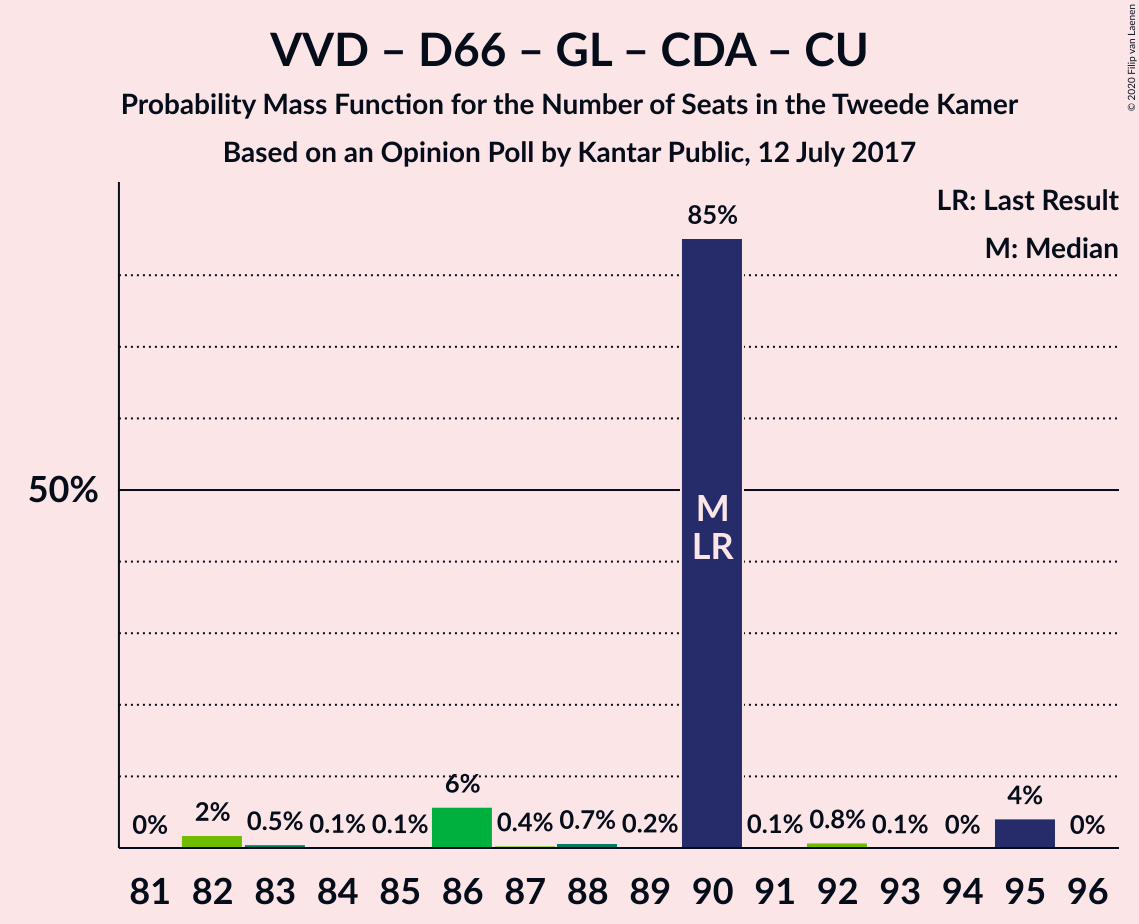 VVD – D66 – GL – CDA – CU
Probability Mass Function for the Number of Seats in the Tweede Kamer
Based on an Opinion Poll by Kantar Public, 12 July 2017
© 2020 Filip van Laenen
LR: Last Result
M: Median
50%
0% 2% 0.5% 0.1% 0.1% 6% 0.4% 0.7% 0.2% 85% 0.1% 0.8% 0.1% 0% 4% 0%
M
LR
81 82 83 84 85 86 87 88 89 90 91 92 93 94 95 96